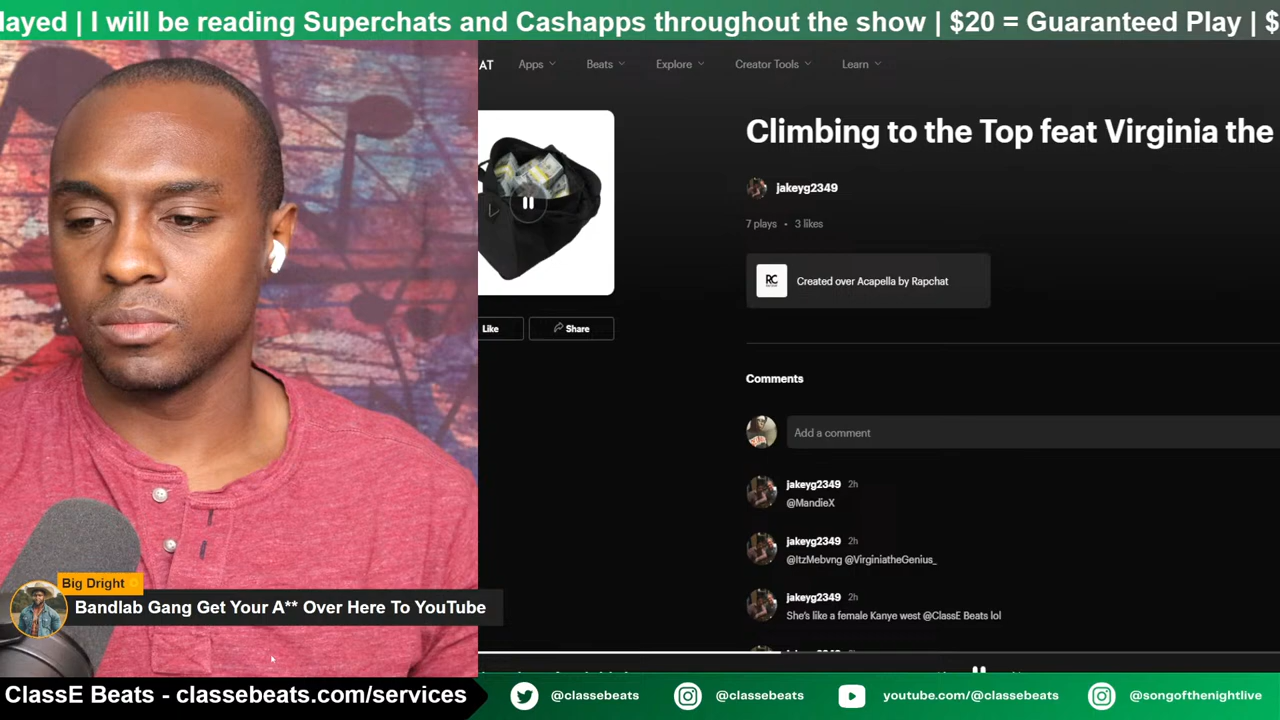 layed | I will be reading Superchats and Cashapps throughout the show | $20 = Guaranteed Play | $
AT Apps Beats Explore Creator Tools Learn
Climbing to the Top feat Virginia the
jakeyg2349
7 plays • 3 likes
RC
Created over Acapella by Rapchat
Like Share
Comments
Add a comment
jakeyg2349 2h
@MandieX
jakeyg2349 2h
@ItzMebvng @VirginiatheGenius_
jakeyg2349 2h
She's like a female Kanye west @ClassE Beats lol
Big Dright
Bandlab Gang Get Your A** Over Here To YouTube
ClassE Beats - classebeats.com/services
@classebeats @classebeats youtube.com/@classebeats @songofthenightlive